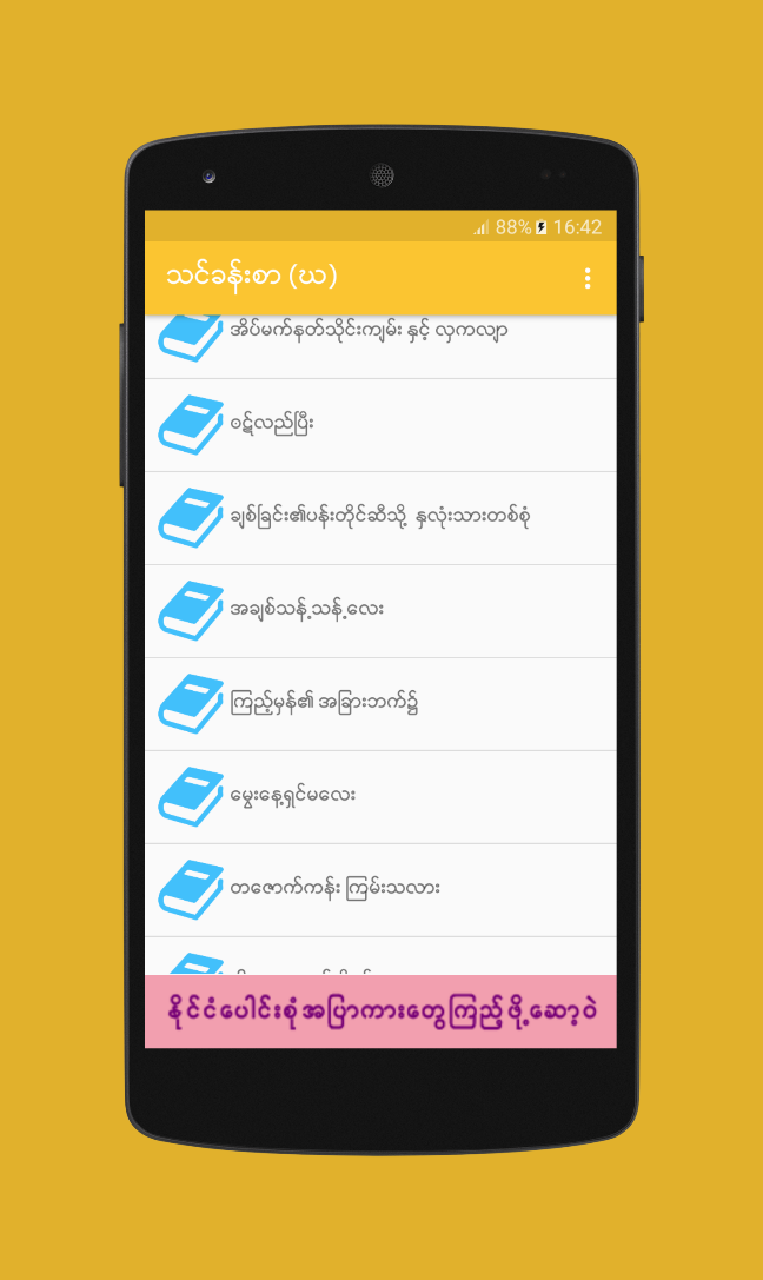 88% 16:42
သင်ခန်းစာ (ဃ)
အိပ်မက်နတ်သိုင်းကျမ်း နှင့် လှကလျာ
ဇဋ်လည်ပြီး
ချစ်ခြင်း၏ပန်းတိုင်ဆီသို့ နှလုံးသားတစ်စုံ
အချစ်သန့်သန့်လေး
ကြည့်မှန်၏ အခြားဘက်၌
မွေးနေ့ရှင်မလေး
တဇောက်ကန်း ကြမ်းသလား
နိုင်ငံပေါင်းစုံအပြာကားတွေကြည့်ဖို့ဆော့ဝဲ